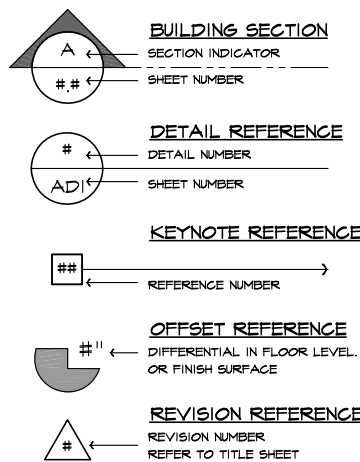 BUILDING SECTION
A
SECTION INDICATOR
#.#
SHEET NUMBER
DETAIL REFERENCE
#
DETAIL NUMBER
AD1
SHEET NUMBER
KEYNOTE REFERENCE
##
REFERENCE NUMBER
OFFSET REFERENCE
#"
DIFFERENTIAL IN FLOOR LEVEL.
OR FINISH SURFACE
REVISION REFERENCE
REVISION NUMBER
#
REFER TO TITLE SHEET